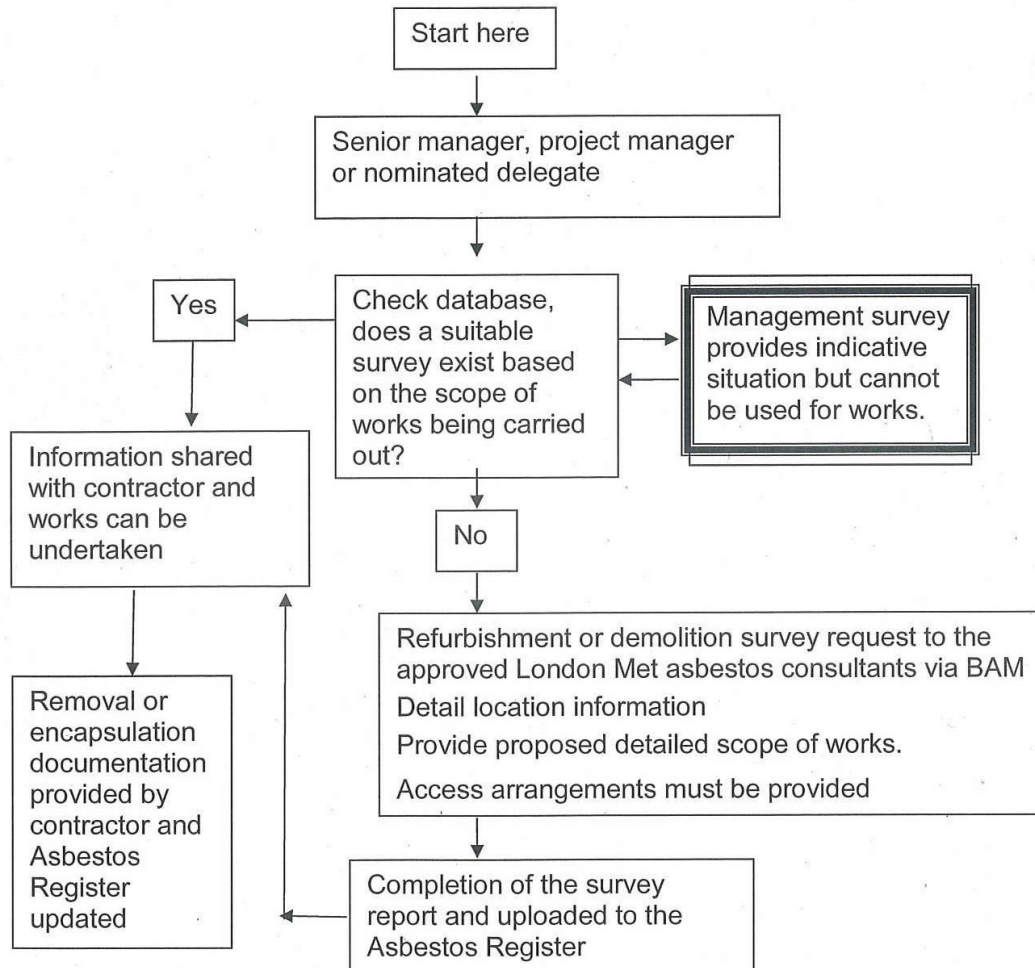 Start here
Senior manager, project manager
or nominated delegate
Yes
Check database,
does a suitable
survey exist based
on the scope of
works being carried
out?
Management survey
provides indicative
situation but cannot
be used for works.
Information shared
with contractor and
works can be
undertaken
No
Refurbishment or demolition survey request to the
approved London Met asbestos consultants via BAM
Detail location information
Provide proposed detailed scope of works.
Access arrangements must be provided
Removal or
encapsulation
documentation
provided by
contractor and
Asbestos
Register
updated
Completion of the survey
report and uploaded to the
Asbestos Register